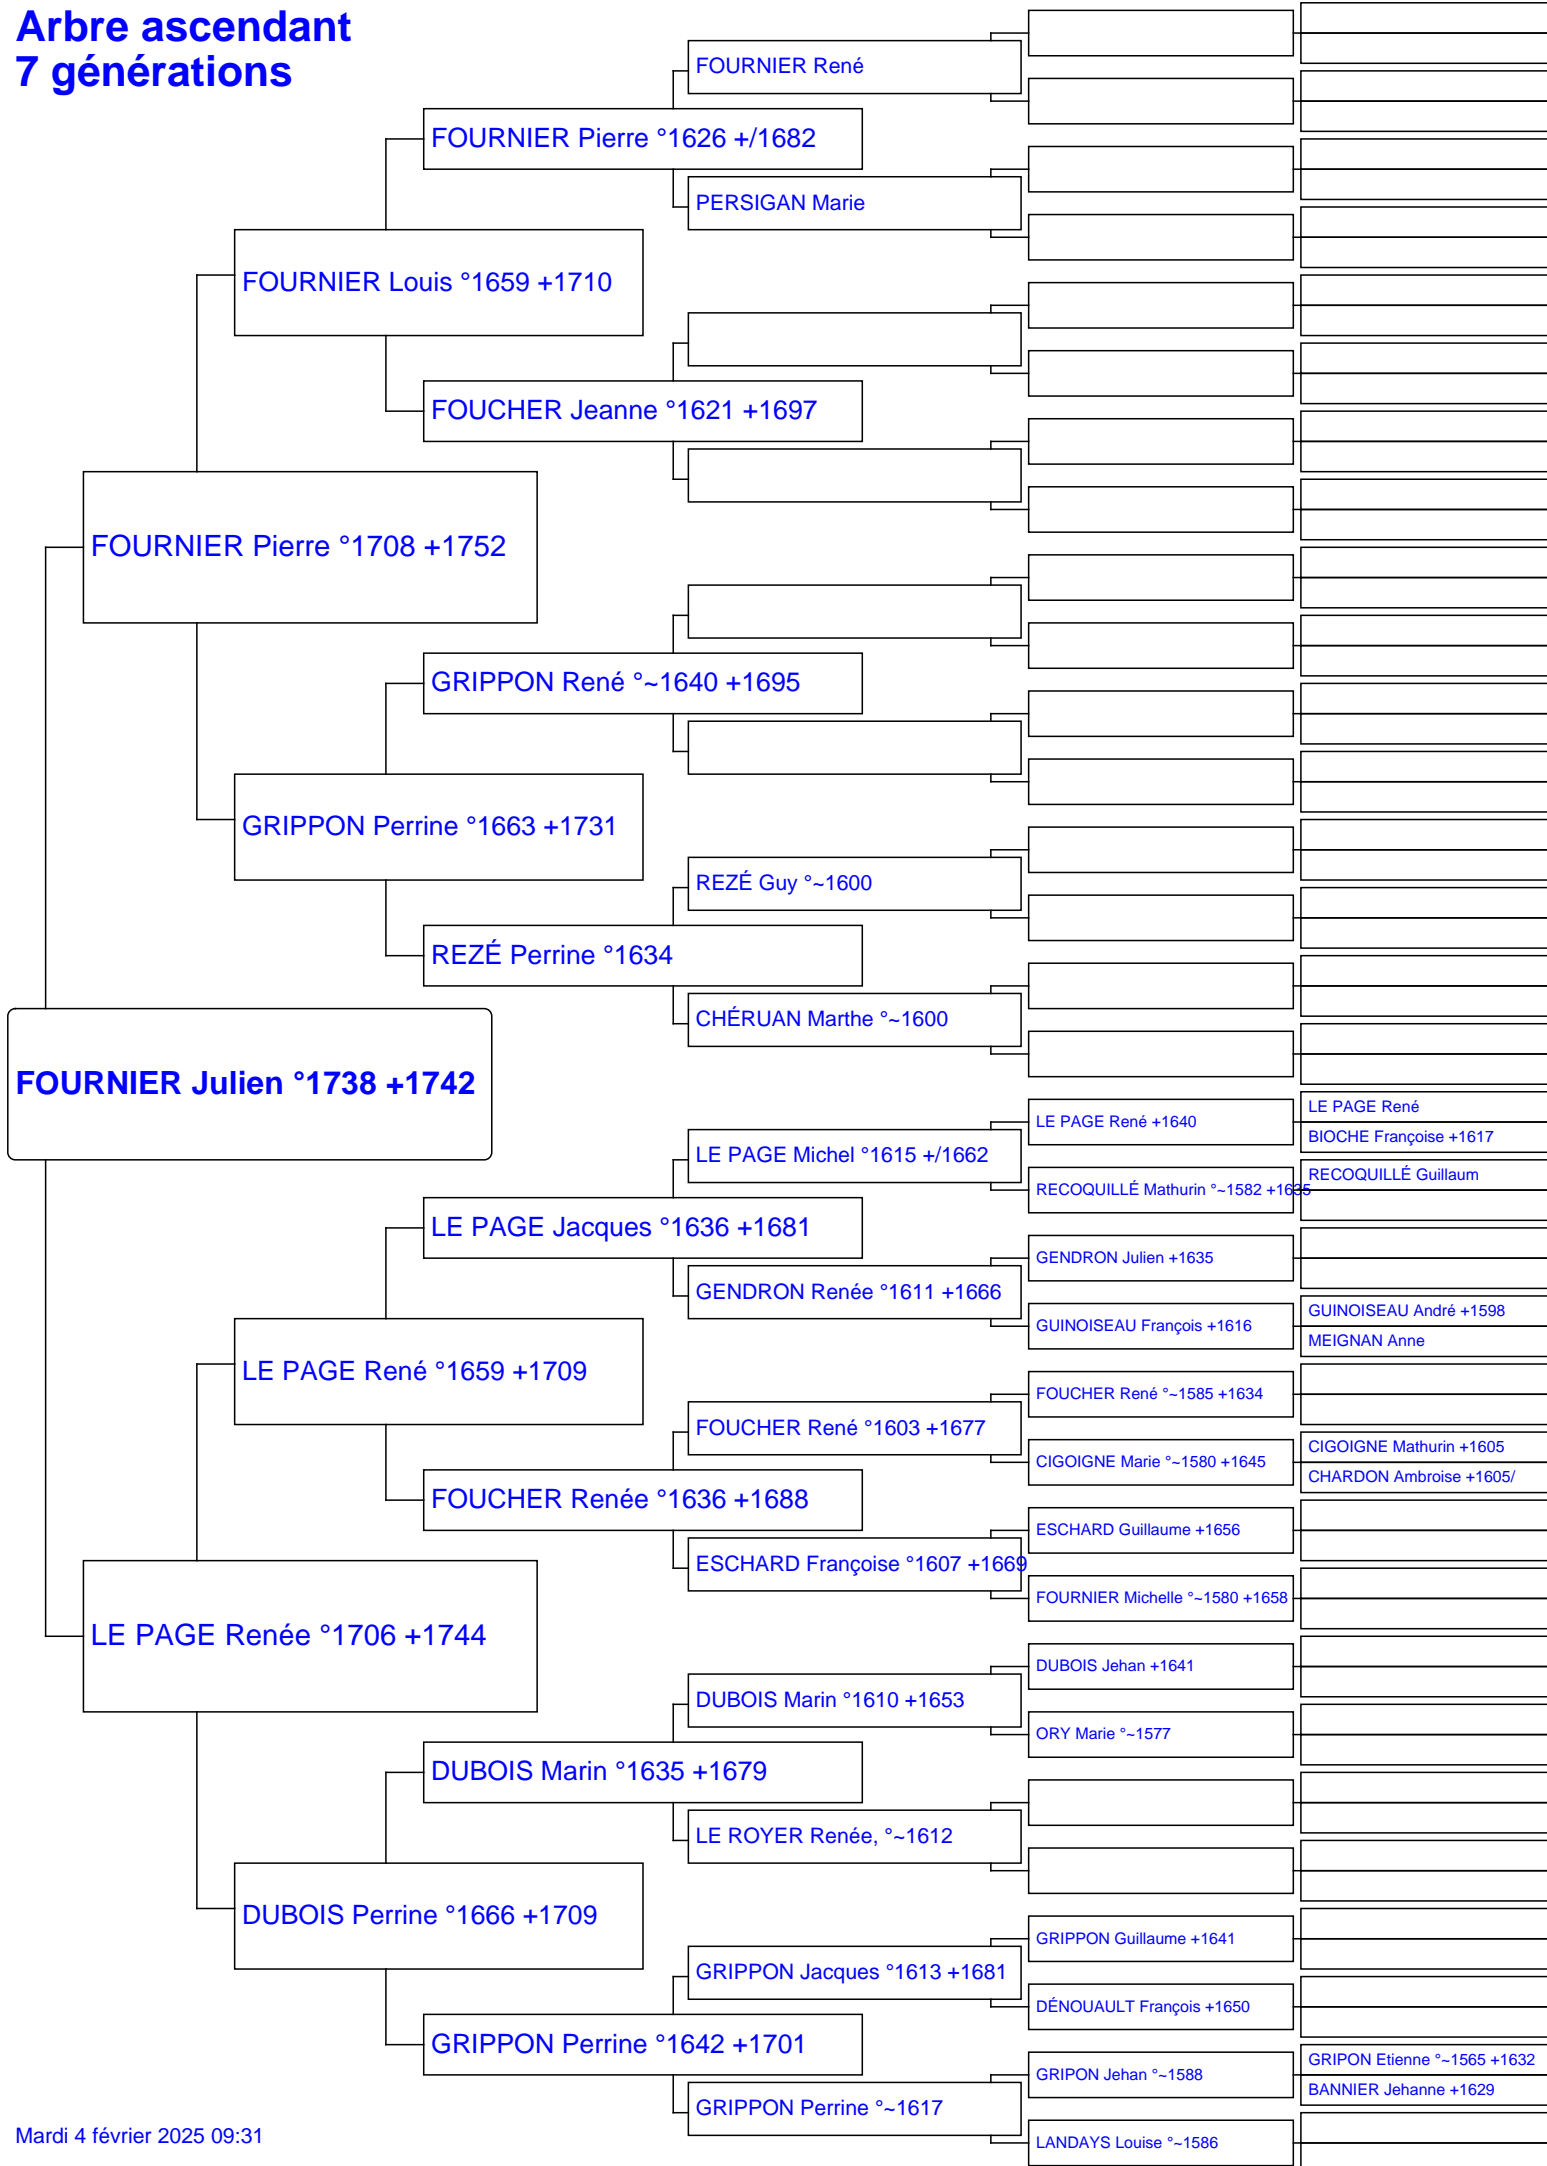 Arbre ascendant
7 générations
FOURNIER René
FOURNIER Pierre °1626 +/1682
PERSIGAN Marie
FOURNIER Louis °1659 +1710
FOUCHER Jeanne °1621 +1697
FOURNIER Pierre °1708 +1752
GRIPPON René °~1640 +1695
GRIPPON Perrine °1663 +1731
REZÉ Guy °~1600
REZÉ Perrine °1634
CHÉRUAN Marthe °~1600
FOURNIER Julien °1738 +1742
LE PAGE René
LE PAGE René +1640
BIOCHE Françoise +1617
LE PAGE Michel °1615 +/1662
RECOQUILLÉ Guillaum
RECOQUILLÉ Mathurin °~1582 +1635
LE PAGE Jacques °1636 +1681
GENDRON Julien +1635
GENDRON Renée °1611 +1666
GUINOISEAU André +1598
GUINOISEAU François +1616
MEIGNAN Anne
LE PAGE René °1659 +1709
FOUCHER René °~1585 +1634
FOUCHER René °1603 +1677
CIGOIGNE Mathurin +1605
CIGOIGNE Marie °~1580 +1645
CHARDON Ambroise +1605/
FOUCHER Renée °1636 +1688
ESCHARD Guillaume +1656
ESCHARD Françoise °1607 +1669
FOURNIER Michelle °~1580 +1658
LE PAGE Renée °1706 +1744
DUBOIS Jehan +1641
DUBOIS Marin °1610 +1653
ORY Marie °~1577
DUBOIS Marin °1635 +1679
LE ROYER Renée, °~1612
DUBOIS Perrine °1666 +1709
GRIPPON Guillaume +1641
GRIPPON Jacques °1613 +1681
DÉNOUAULT François +1650
GRIPPON Perrine °1642 +1701
GRIPON Etienne °~1565 +1632
GRIPON Jehan °~1588
BANNIER Jehanne +1629
GRIPPON Perrine °~1617
LANDAYS Louise °~1586
Mardi 4 février 2025 09:31